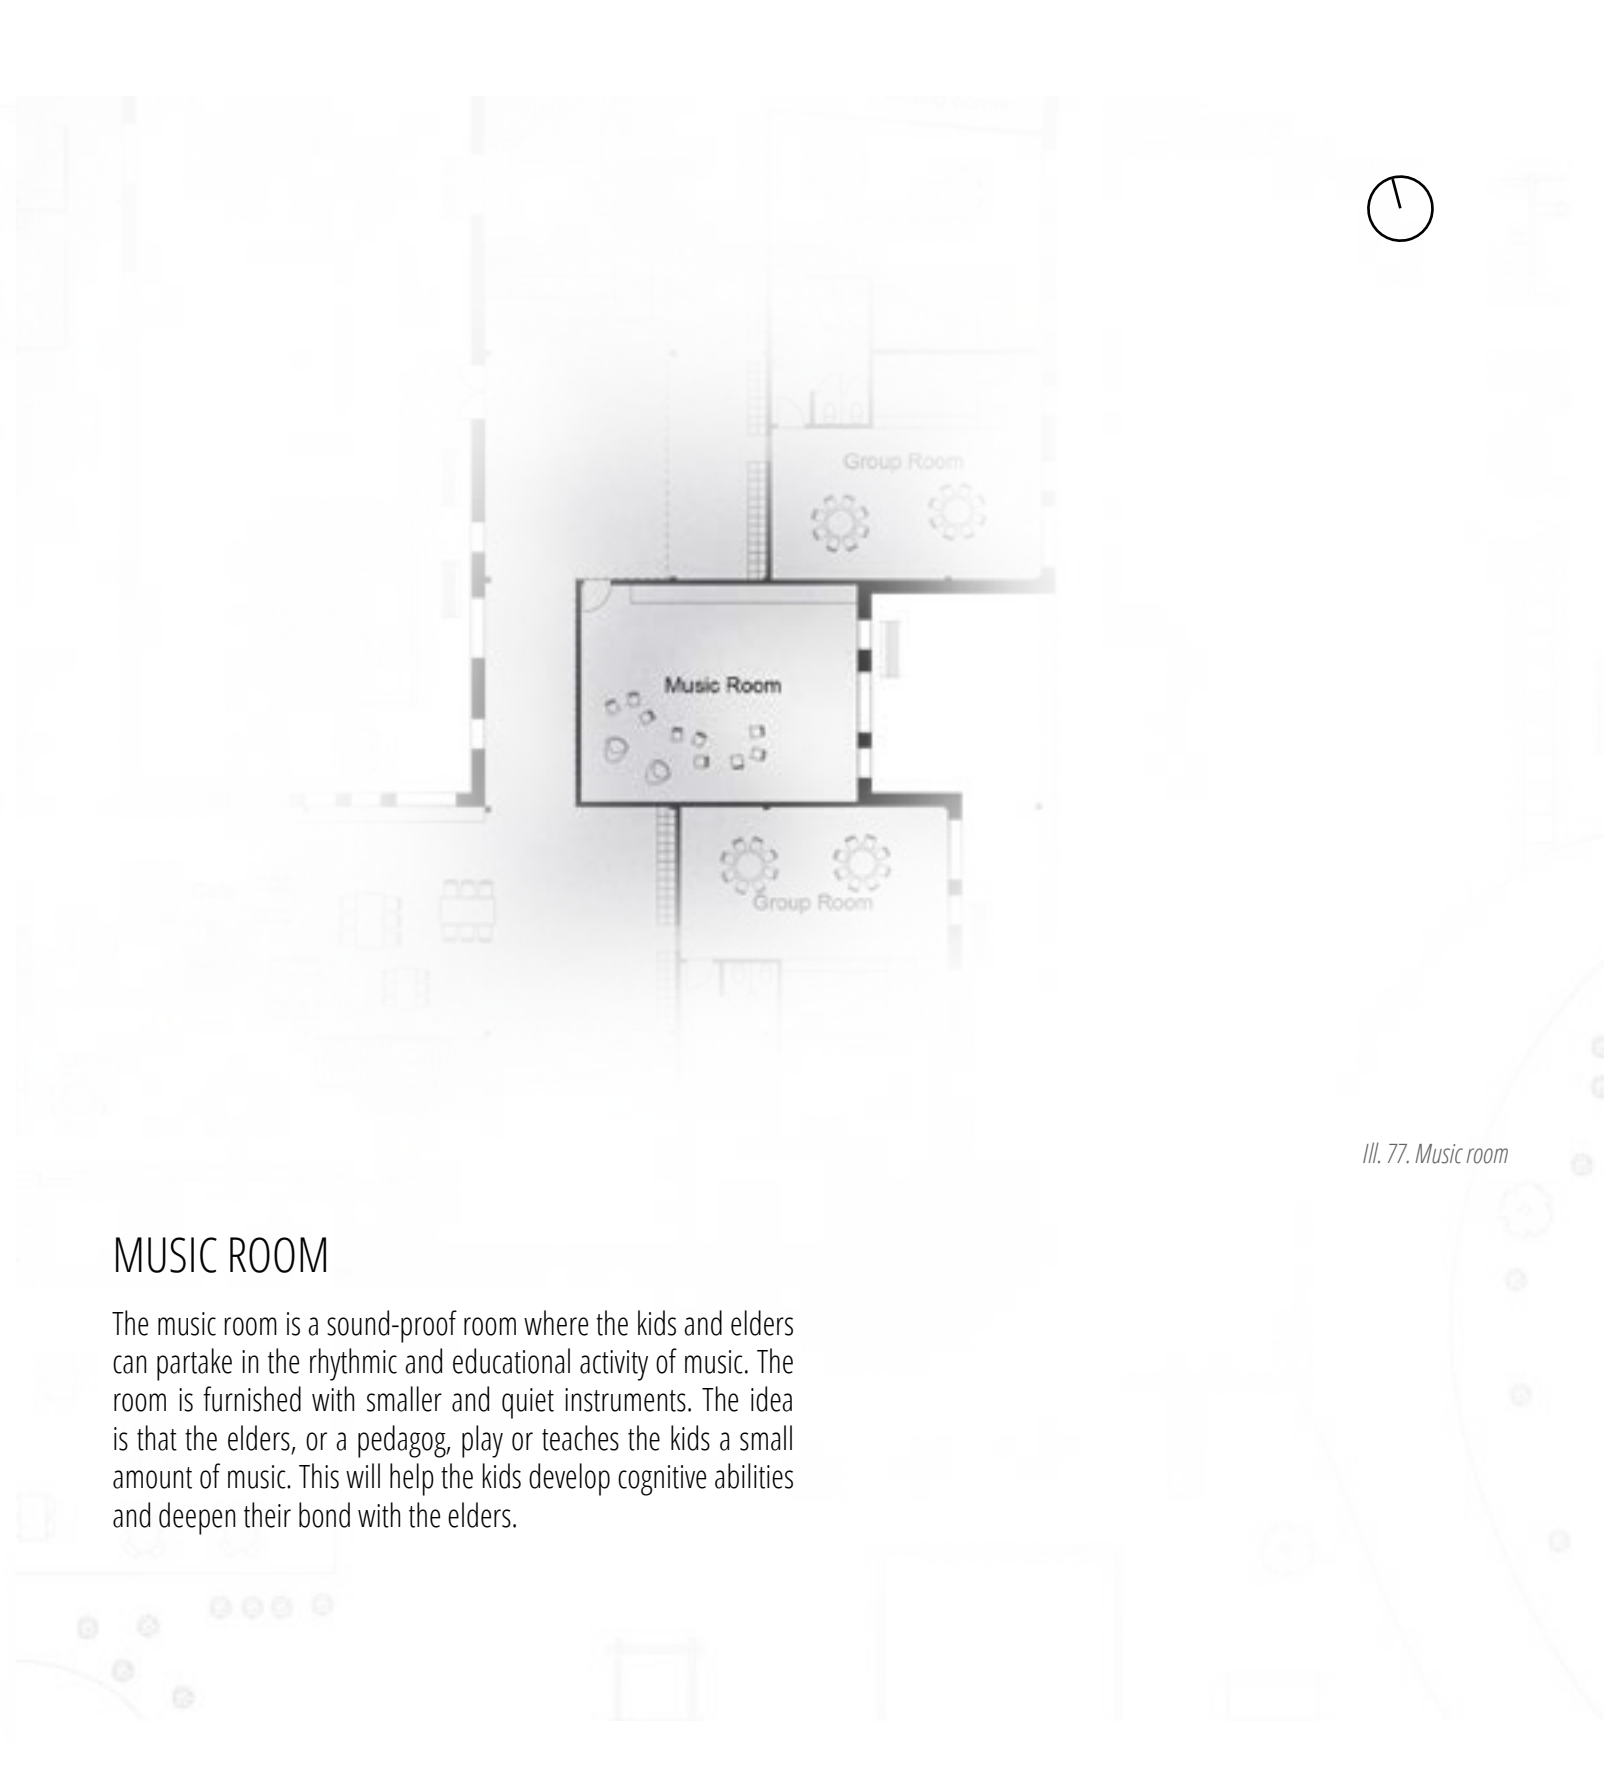 Group Room
Music Room
Group Room
Ill. 77. Music room
MUSIC ROOM
The music room is a sound-proof room where the kids and elders
can partake in the rhythmic and educational activity of music. The
room is furnished with smaller and quiet instruments. The idea
is that the elders, or a pedagog, play or teaches the kids a small
amount of music. This will help the kids develop cognitive abilities
and deepen their bond with the elders.